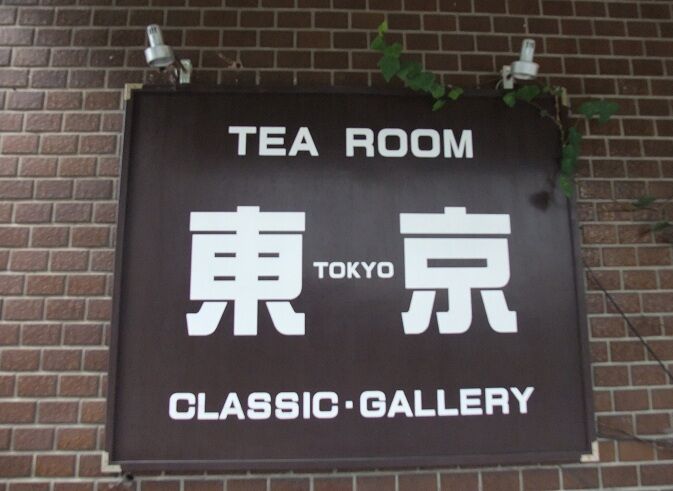 TEA ROOM
東 TOKYO 京
CLASSIC・GALLERY